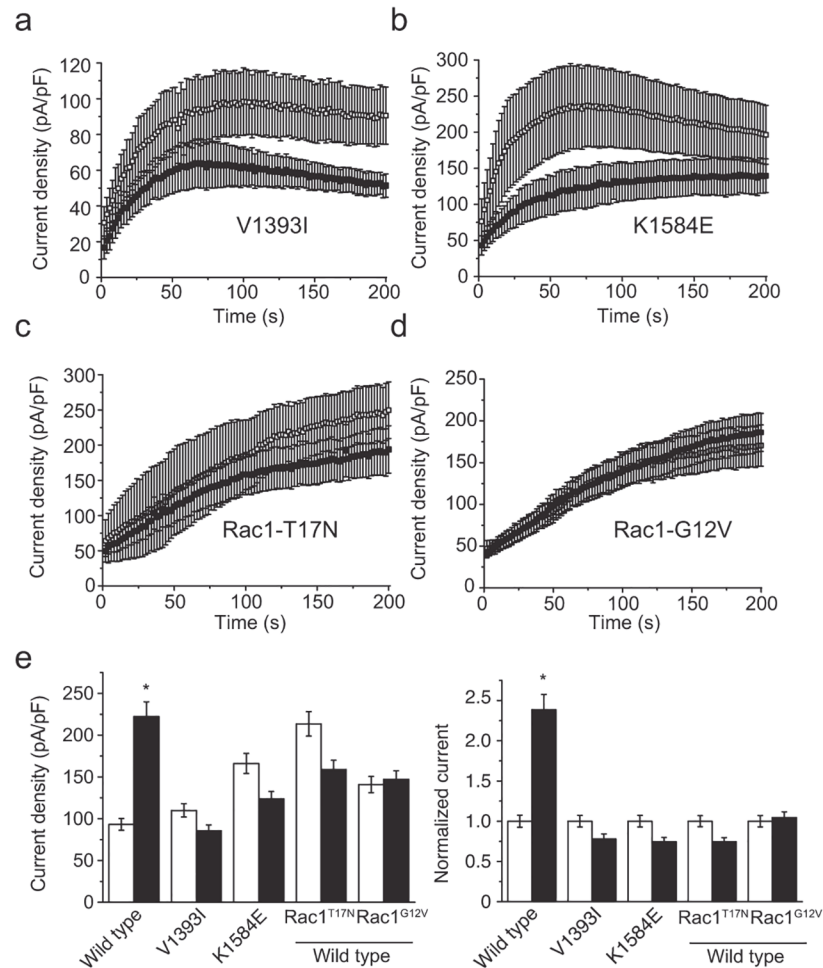 a
b
Current density (pA/pF)
120
100
80
60
40
20
0
V1393I
0 50 100 150 200
Time (s)
Current density (pA/pF)
300
250
200
150
100
50
0
K1584E
0 50 100 150 200
Time (s)
c
d
Current density (pA/pF)
300
250
200
150
100
50
0
Rac1-T17N
0 50 100 150 200
Time (s)
Current density (pA/pF)
250
200
150
100
50
0
Rac1-G12V
0 50 100 150 200
Time (s)
e
Current density (pA/pF)
250
200
150
100
50
0
*
Wild type
V1393I
K1584E
Rac1T17N Rac1G12V
Wild type
Normalized current
2.5
2.0
1.5
1.0
0.5
0
*
Wild type
V1393I
K1584E
Rac1T17N Rac1G12V
Wild type